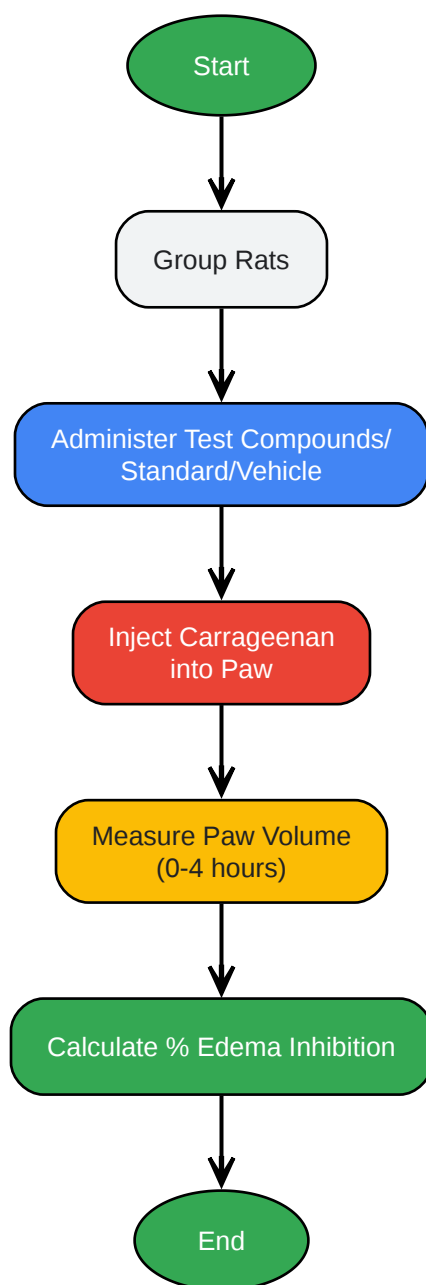 Start
Group Rats
Administer Test Compounds/
Standard/Vehicle
Inject Carrageenan
into Paw
Measure Paw Volume
(0-4 hours)
Calculate % Edema Inhibition
End